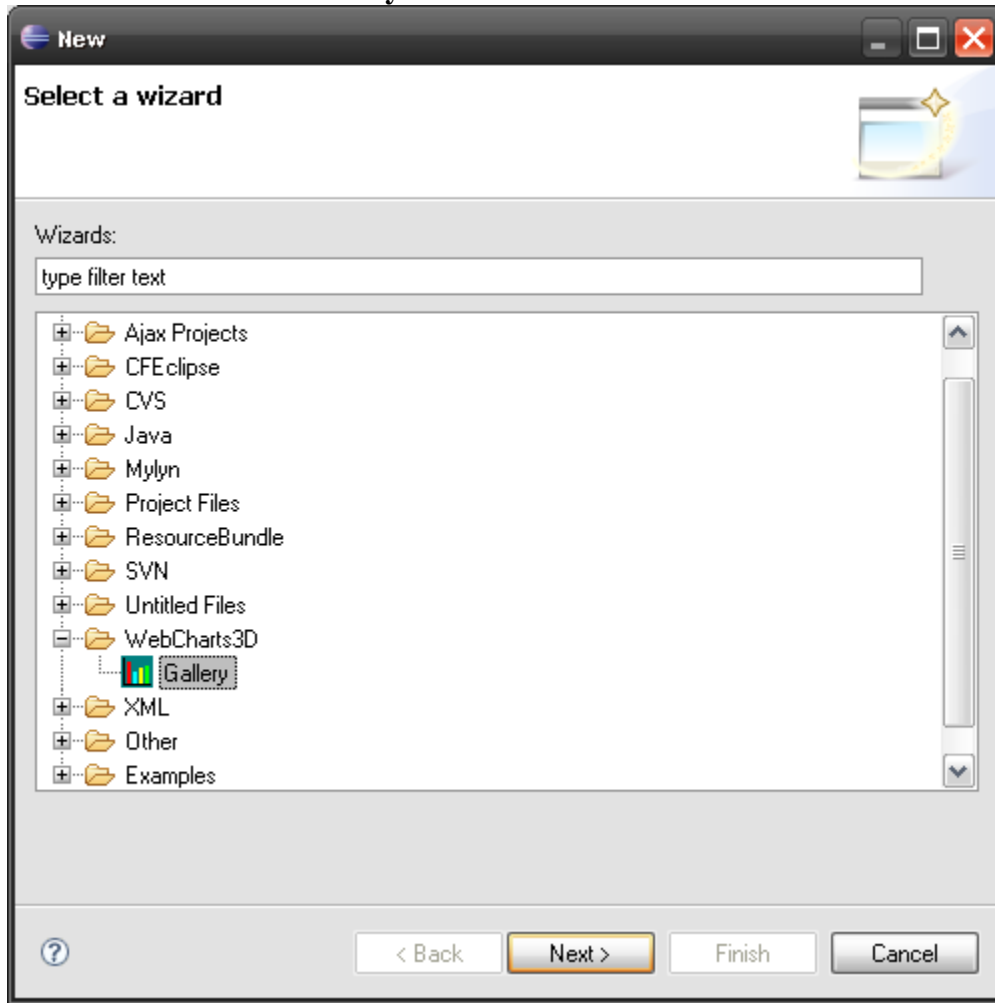 New
Select a wizard
Wizards:
type filter text
Ajax Projects
CFEclipse
CVS
Java
Mylyn
Project Files
ResourceBundle
SVN
Untitled Files
WebCharts3D
Gallery
XML
Other
Examples
? < Back Next > Finish Cancel